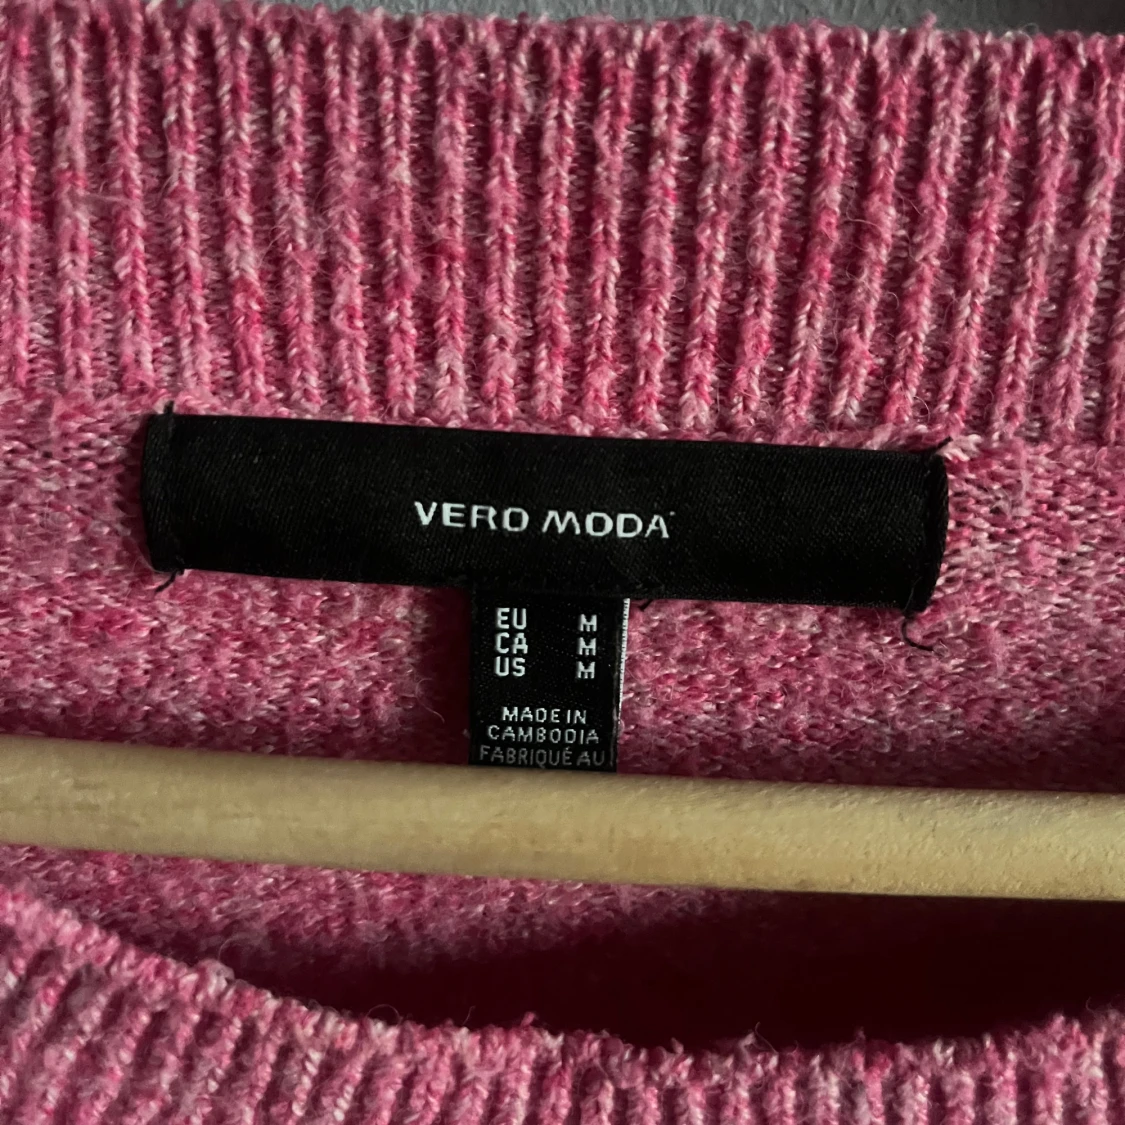 VERO MODA
EU M
CA M
US M
MADE IN
CAMBODIA
FABRIQUÉ AU